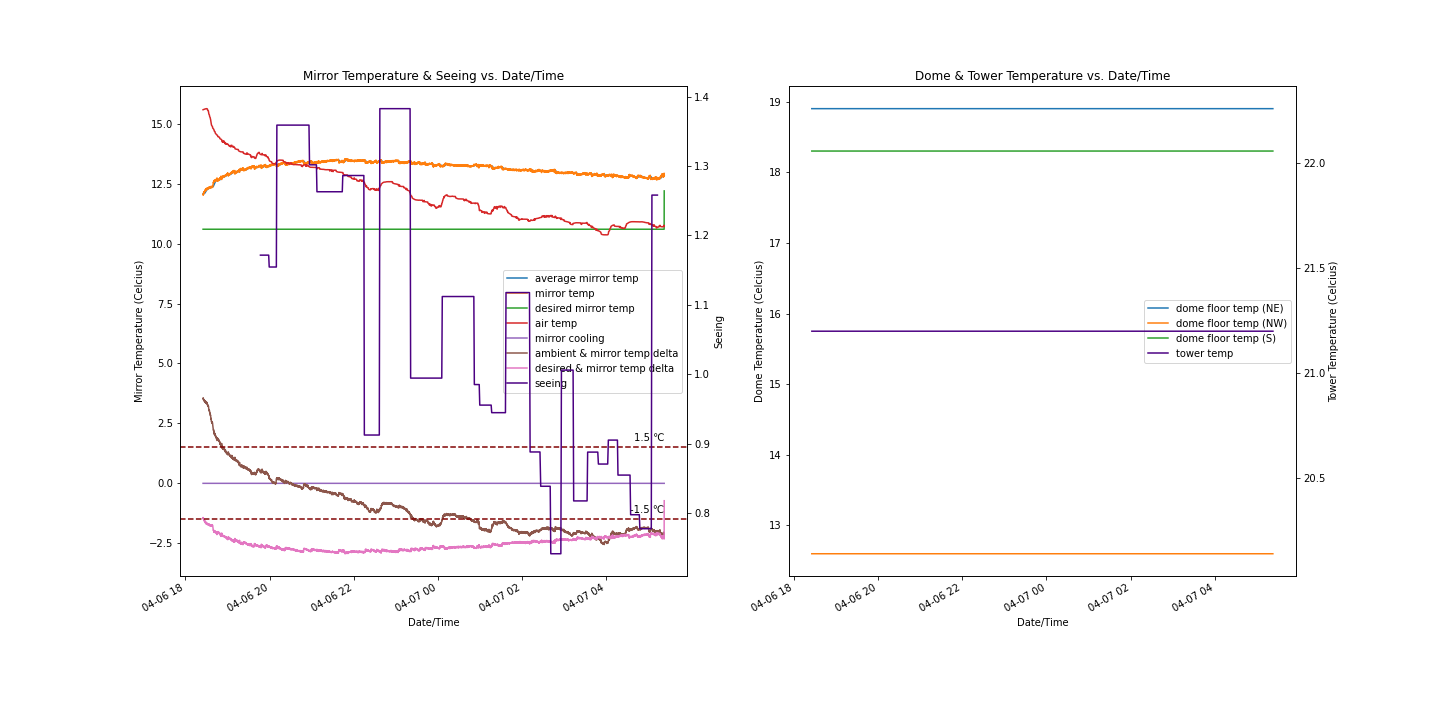 Mirror Temperature & Seeing vs. Date/Time
15.0
12.5
10.0
7.5
5.0
2.5
0.0
−2.5
Mirror Temperature (Celcius)
1.4
1.3
1.2
1.1
1.0
0.9
0.8
Seeing
average mirror temp
mirror temp
desired mirror temp
air temp
mirror cooling
ambient & mirror temp delta
desired & mirror temp delta
seeing
1.5 °C
-1.5 °C
04-06 18
04-06 20
04-06 22
04-07 00
04-07 02
04-07 04
Date/Time
Dome & Tower Temperature vs. Date/Time
19
18
17
16
15
14
13
Dome Temperature (Celcius)
22.0
21.5
21.0
20.5
Tower Temperature (Celcius)
dome floor temp (NE)
dome floor temp (NW)
dome floor temp (S)
tower temp
04-06 18
04-06 20
04-06 22
04-07 00
04-07 02
04-07 04
Date/Time